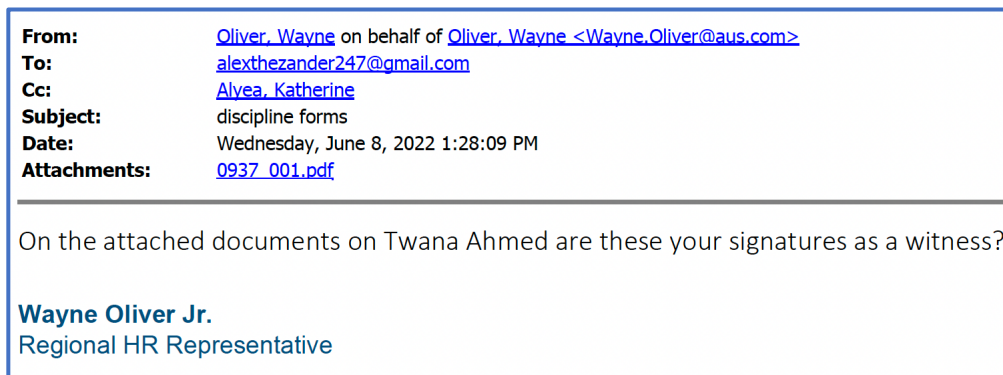 From: Oliver, Wayne on behalf of Oliver, Wayne <Wayne.Oliver@aus.com>
To: alexthezander247@gmail.com
Cc: Alyea, Katherine
Subject: discipline forms
Date: Wednesday, June 8, 2022 1:28:09 PM
Attachments: 0937_001.pdf
On the attached documents on Twana Ahmed are these your signatures as a witness?
Wayne Oliver Jr.
Regional HR Representative